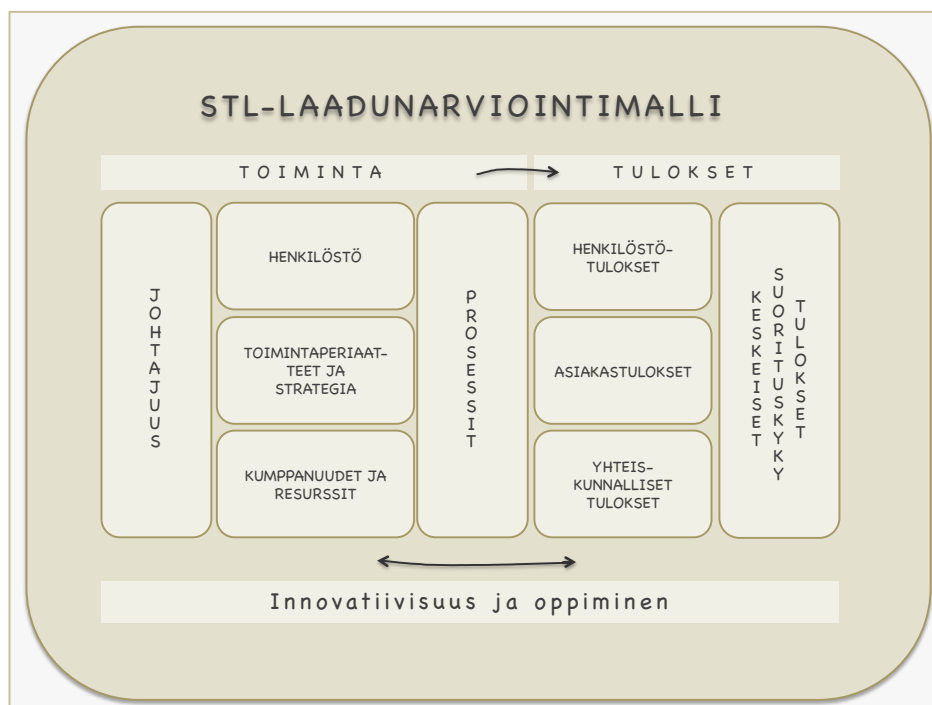 STL-LAADUNARVIOINTIMALLI
TOIMINTA
TULOKSET
JOHTAJUUS
HENKILÖSTÖ
TOIMINTAPERIAAT-
TEET JA
STRATEGIA
KUMPPANUUDET JA
RESURSSIT
PROSESSIT
HENKILÖSTÖ-
TULOKSET
ASIAKASTULOKSET
YHTEIS-
KUNNALLISET
TULOKSET
KESKEISET
SUORITUSKYKY
TULOKSET
Innovatiivisuus ja oppiminen